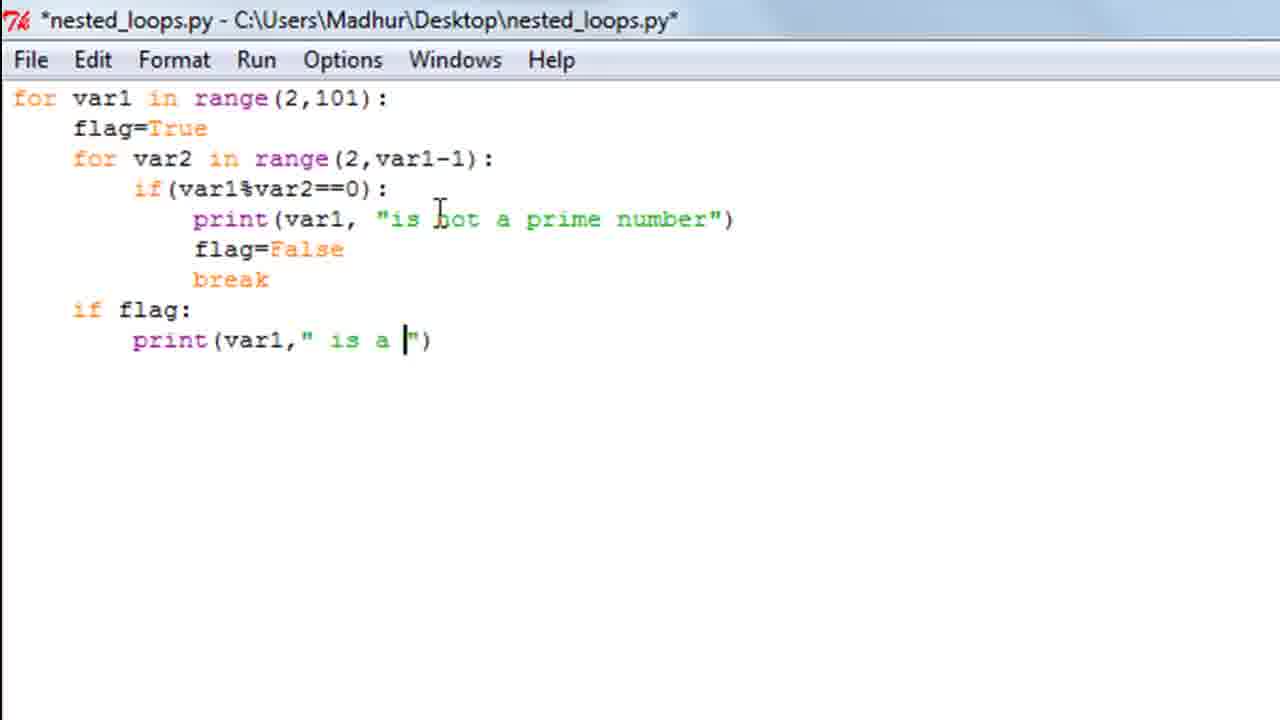 *nested_loops.py - C:\Users\Madhur\Desktop\nested_loops.py*
File Edit Format Run Options Windows Help
for var1 in range(2,101):
    flag=True
    for var2 in range(2,var1-1):
        if(var1%var2==0):
            print(var1, "is not a prime number")
            flag=False
            break
    if flag:
        print(var1," is a ")